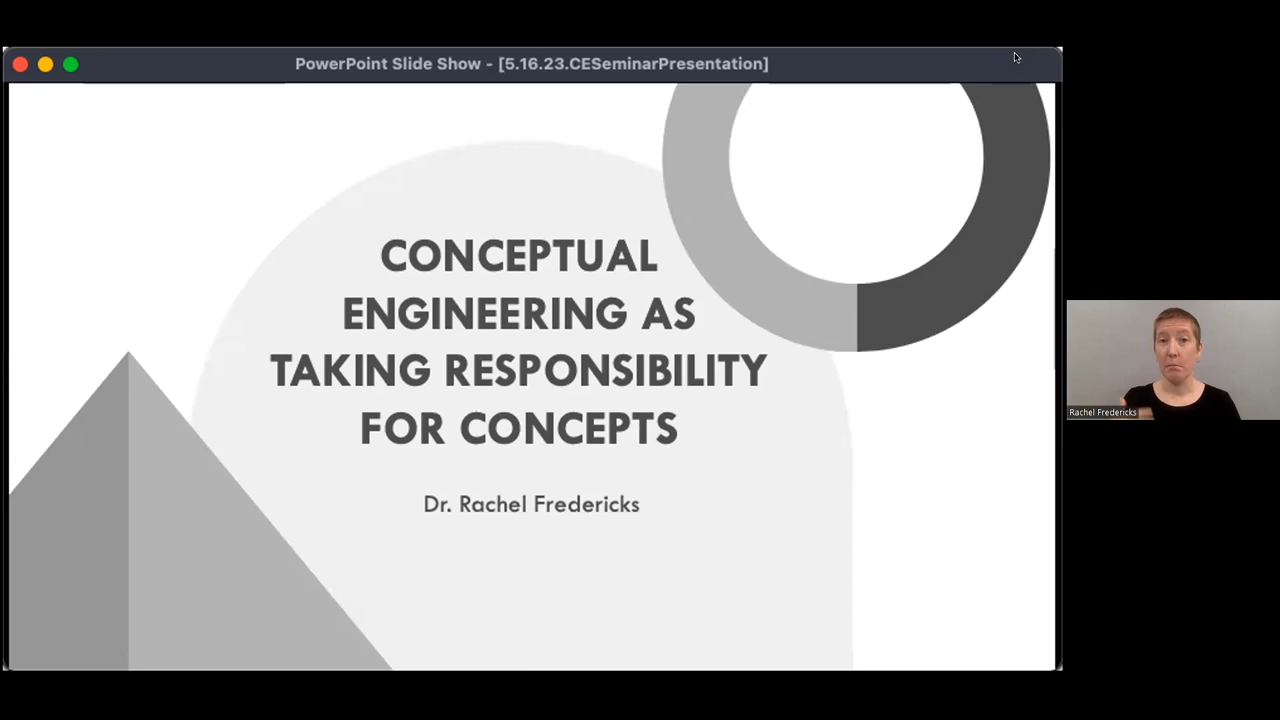 PowerPoint Slide Show - [5.16.23.CESeminarPresentation]
CONCEPTUAL
ENGINEERING AS
TAKING RESPONSIBILITY
FOR CONCEPTS
Dr. Rachel Fredericks
Rachel Fredericks